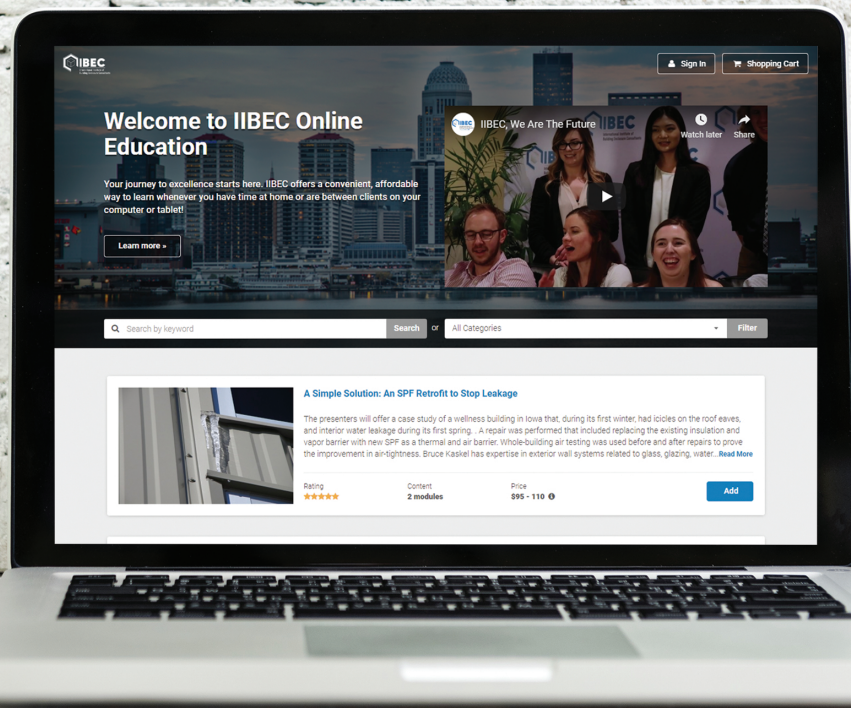 IIBEC
Sign In
Shopping Cart
Welcome to IIBEC Online
Education
Your journey to excellence starts here. IIBEC offers a convenient, affordable
way to learn whenever you have time at home or are between clients on your
computer or tablet!
Learn more »
IIBEC, We Are The Future
Watch later
Share
IIBEC
Search by keyword
Search
or
All Categories
Filter
A Simple Solution: An SPF Retrofit to Stop Leakage
The presenters will offer a case study of a wellness building in Iowa that, during its first winter, had icicles on the roof eaves,
and interior water leakage during its first spring. . A repair was performed that included replacing the existing insulation and
vapor barrier with new SPF as a thermal and air barrier. Whole-building air testing was used before and after repairs to prove
the improvement in air-tightness. Bruce Kaskel has expertise in exterior wall systems related to glass, glazing, water...Read More
Rating
Content
Price
2 modules
$95 - 110
Add